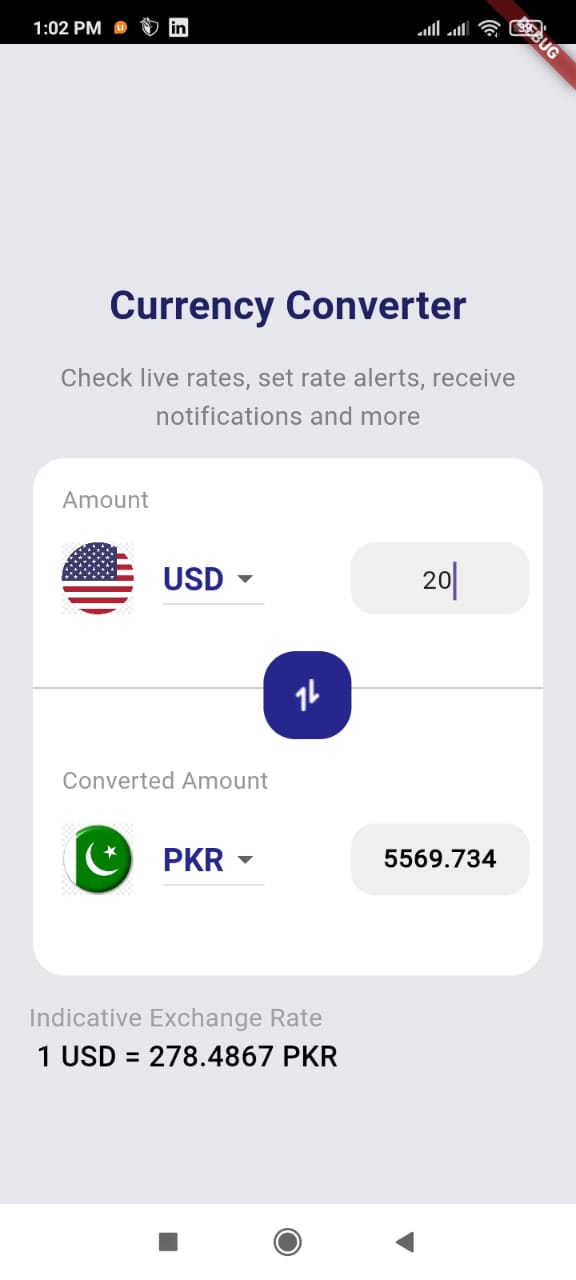 1:02 PM
DEBUG
Currency Converter
Check live rates, set rate alerts, receive
notifications and more
Amount
USD
20
Converted Amount
PKR
5569.734
Indicative Exchange Rate
1 USD = 278.4867 PKR